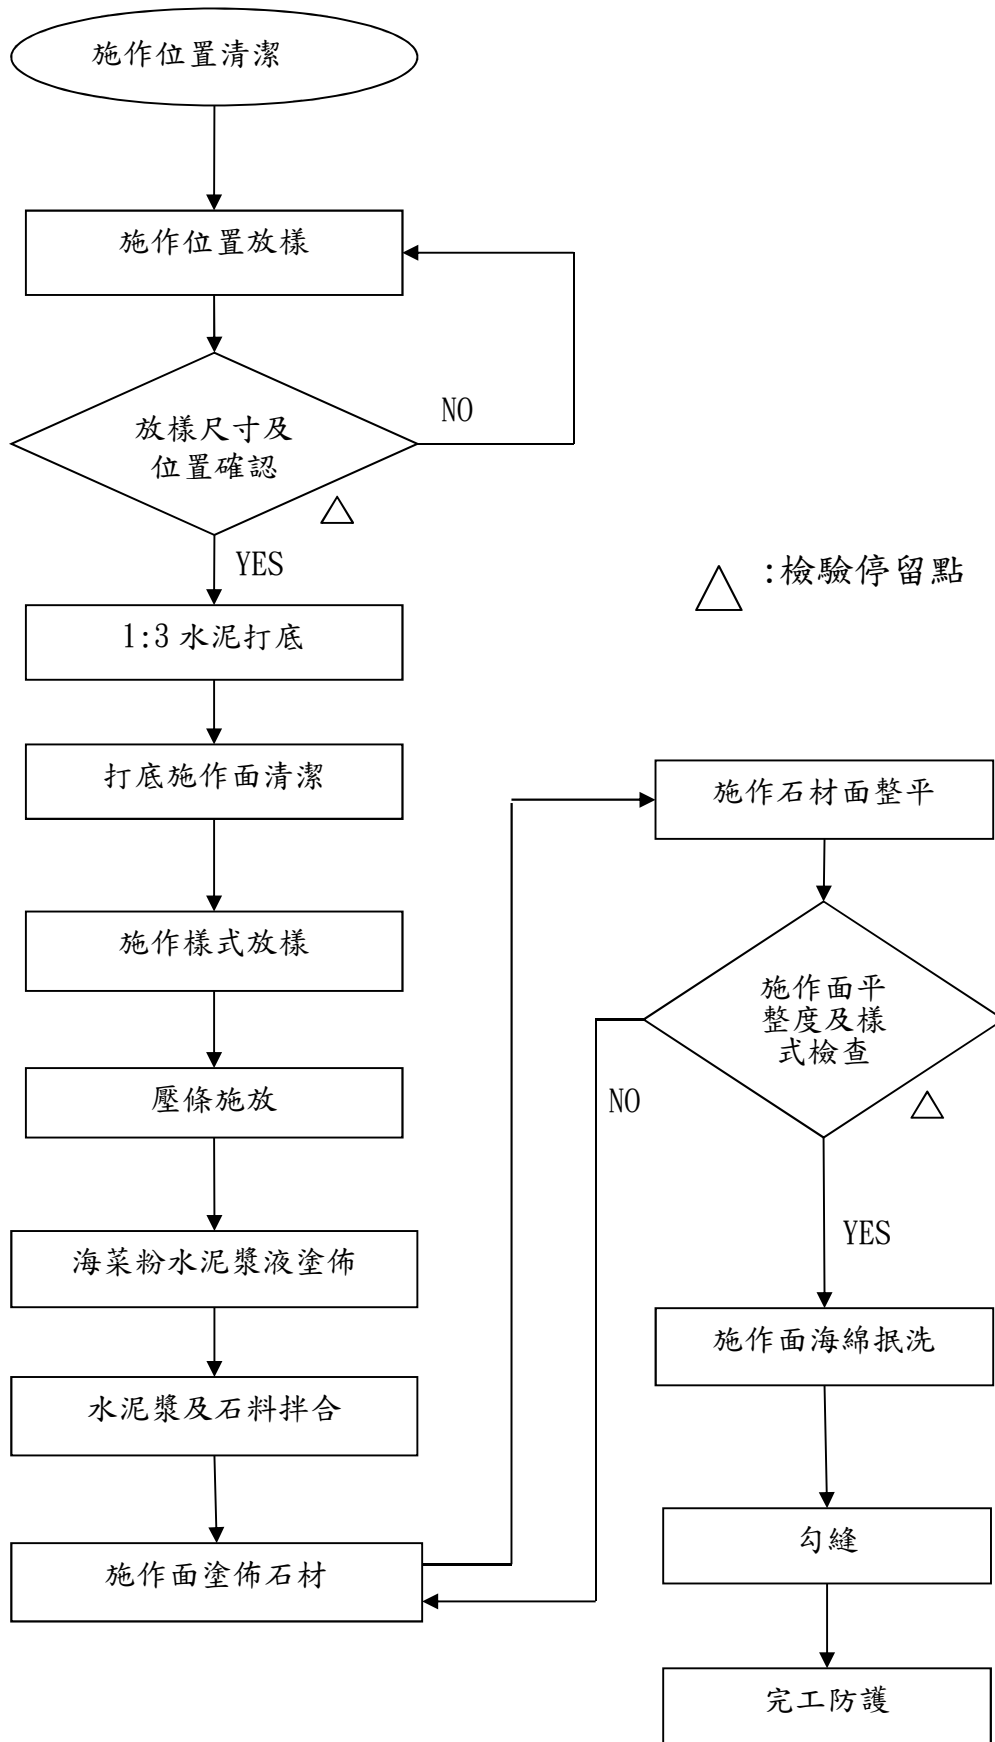 施作位置清潔
施作位置放樣
放樣尺寸及
位置確認
NO
YES
:檢驗停留點
1:3 水泥打底
打底施作面清潔
施作樣式放樣
壓條施放
海菜粉水泥漿液塗佈
水泥漿及石料拌合
施作面塗佈石材
施作石材面整平
施作面平
整度及樣
式檢查
NO
YES
施作面海綿抿洗
勾縫
完工防護